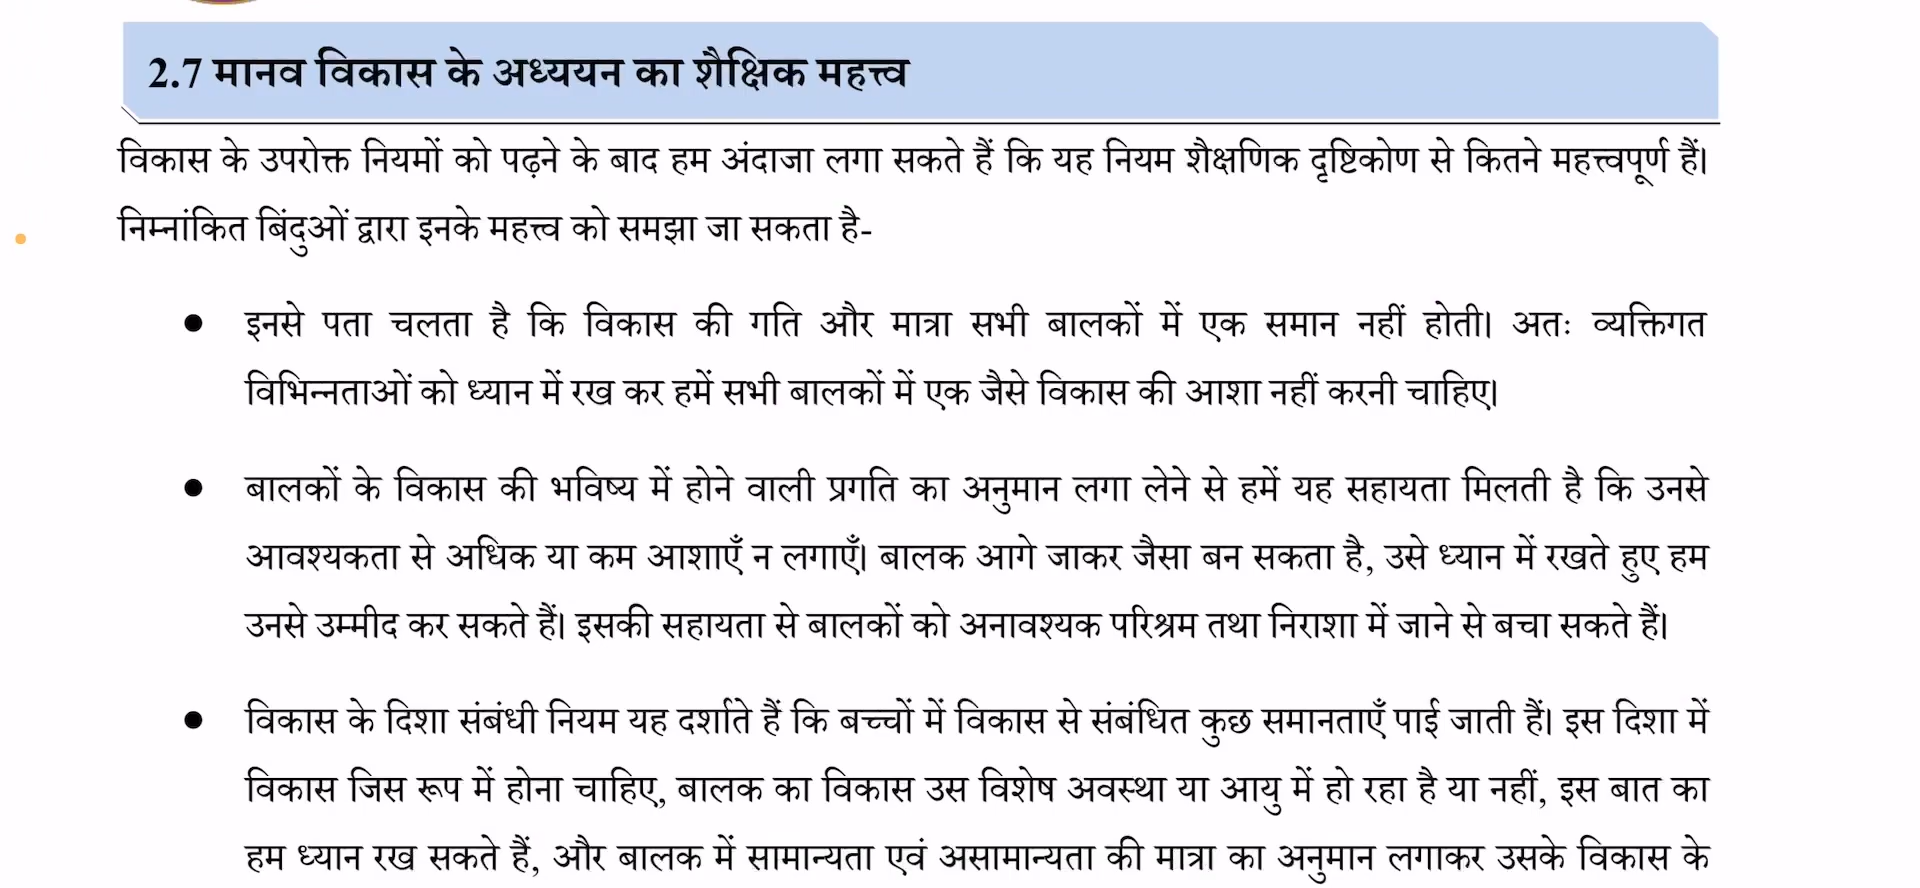 2.7 मानव विकास के अध्ययन का शैक्षिक महत्त्व
विकास के उपरोक्त नियमों को पढ़ने के बाद हम अंदाजा लगा सकते हैं कि यह नियम शैक्षणिक दृष्टिकोण से कितने महत्त्वपूर्ण हैं।
निम्नांकित बिंदुओं द्वारा इनके महत्त्व को समझा जा सकता है-
● इनसे पता चलता है कि विकास की गति और मात्रा सभी बालकों में एक समान नहीं होती। अतः व्यक्तिगत
विभिन्नताओं को ध्यान में रख कर हमें सभी बालकों में एक जैसे विकास की आशा नहीं करनी चाहिए।
● बालकों के विकास की भविष्य में होने वाली प्रगति का अनुमान लगा लेने से हमें यह सहायता मिलती है कि उनसे
आवश्यकता से अधिक या कम आशाएँ न लगाएँ। बालक आगे जाकर जैसा बन सकता है, उसे ध्यान में रखते हुए हम
उनसे उम्मीद कर सकते हैं। इसकी सहायता से बालकों को अनावश्यक परिश्रम तथा निराशा में जाने से बचा सकते हैं।
● विकास के दिशा संबंधी नियम यह दर्शाते हैं कि बच्चों में विकास से संबंधित कुछ समानताएँ पाई जाती हैं। इस दिशा में
विकास जिस रूप में होना चाहिए, बालक का विकास उस विशेष अवस्था या आयु में हो रहा है या नहीं, इस बात का
हम ध्यान रख सकते हैं, और बालक में सामान्यता एवं असामान्यता की मात्रा का अनुमान लगाकर उसके विकास के